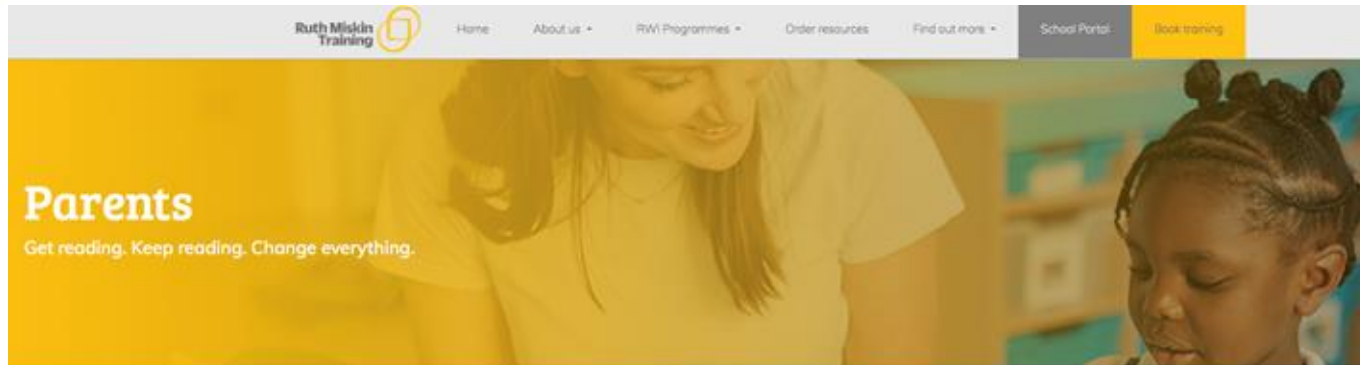 Ruth Miskin
Training
Home
About us
RWI Programmes
Order resources
Find out more
School Portal
Book training
Parents
Get reading. Keep reading. Change everything.